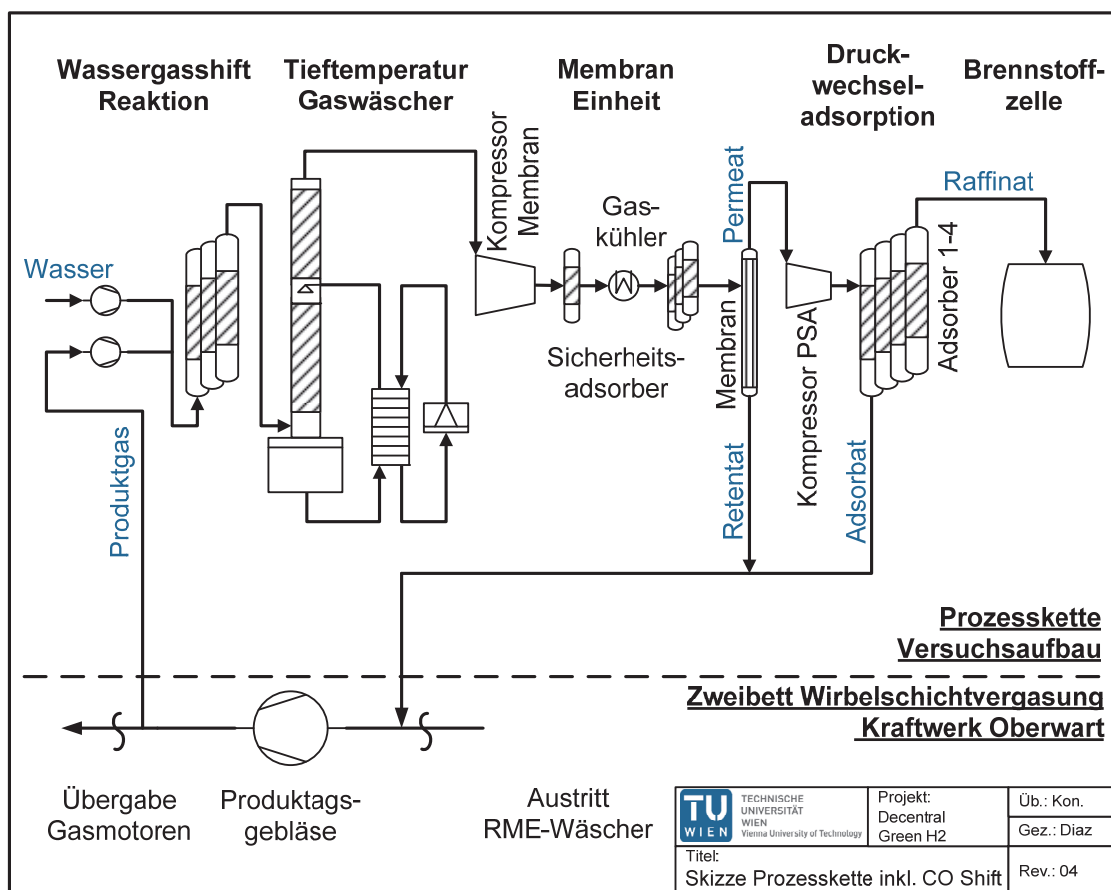 Wassergasshift
Reaktion
Tieftemperatur
Gaswäscher
Membran
Einheit
Druck-
wechsel-
adsorption
Brennstoff-
zelle
Wasser
Produktgas
Kompressor
Membran
Gas-
kühler
Sicherheits-
adsorber
Permeat
Membran
Retentat
Kompressor PSA
Adsorbat
Adsorber 1-4
Raffinat
Prozesskette
Versuchsaufbau
Zweibett Wirbelschichtvergasung
Kraftwerk Oberwart
Übergabe
Gasmotoren
Produktags-
gebläse
Austritt
RME-Wäscher
TU
WIEN
TECHNISCHE
UNIVERSITÄT
WIEN
Vienna University of Technology
Projekt:
Decentral
Green H2
Üb.: Kon.
Gez.: Diaz
Titel:
Skizze Prozesskette inkl. CO Shift
Rev.: 04